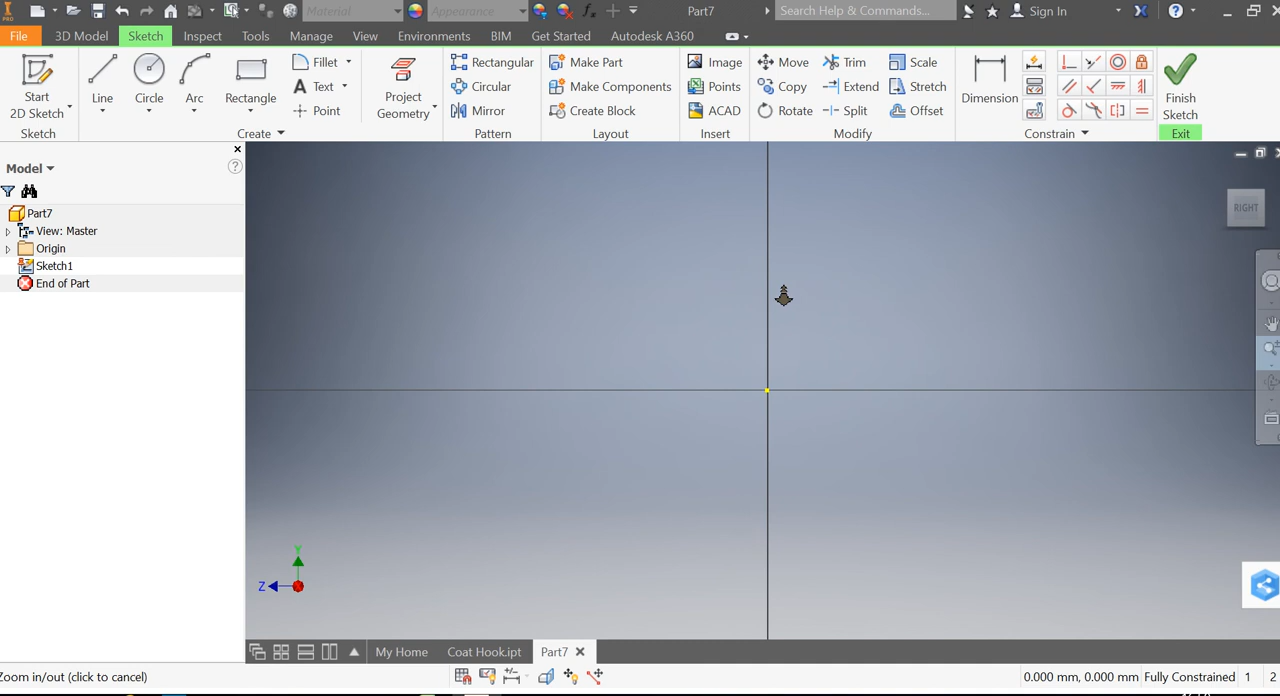 PRO
Material
Appearance
Part7
Search Help & Commands...
Sign In
File
3D Model
Sketch
Inspect
Tools
Manage
View
Environments
BIM
Get Started
Autodesk A360
Start
2D Sketch
Line
Circle
Arc
Rectangle
Fillet
Text
Point
Project
Geometry
Rectangular
Circular
Mirror
Make Part
Make Components
Create Block
Image
Points
ACAD
Move
Copy
Rotate
Trim
Extend
Split
Scale
Stretch
Offset
Dimension
Finish
Sketch
Sketch
Create
Pattern
Layout
Insert
Modify
Constrain
Exit
Model
Part7
View: Master
Origin
Sketch1
End of Part
RIGHT
Y
Z
My Home
Coat Hook.ipt
Part7
Zoom in/out (click to cancel)
0.000 mm, 0.000 mm
Fully Constrained
1
2